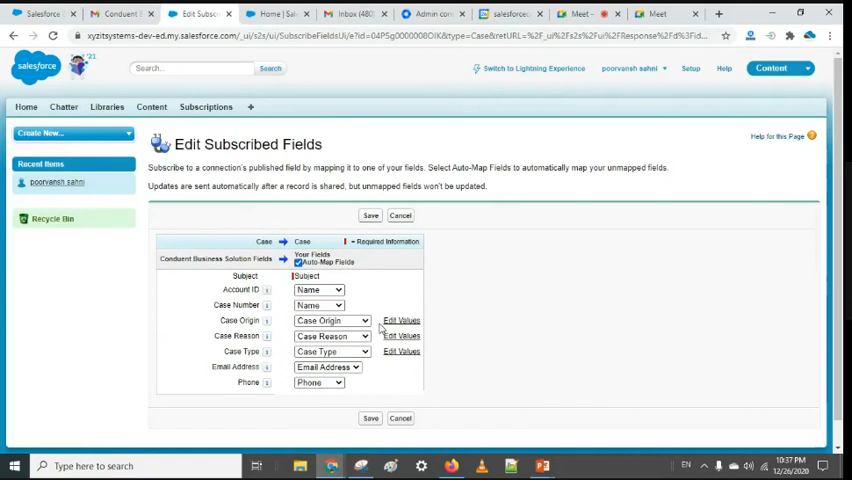 Salesforce S
Conduent B
Edit Subscr
Home | Sal
Inbox (480)
Admin con
salesforce
Meet –
Meet
xyzitsystems-dev-ed.my.salesforce.com/_ui/s2s/ui/SubscribeFieldsUi/e?id=04P5g0000008OIK&type=Case&retURL=%2F_ui%2Fs2s%2Fui%2FResponse%2Fd%3Fid...
salesforce
'21
Search...
Search
Switch to Lightning Experience
poorvansh sahni
Setup
Help
Content
Home
Chatter
Libraries
Content
Subscriptions
+
Create New...
Recent Items
poorvansh sahni
Recycle Bin
Edit Subscribed Fields
Help for this Page
Subscribe to a connection's published field by mapping it to one of your fields. Select Auto-Map Fields to automatically map your unmapped fields.
Updates are sent automatically after a record is shared, but unmapped fields won't be updated.
Save Cancel
Case Case = Required Information
Conduent Business Solution Fields Your Fields
Auto-Map Fields
Subject Subject
Account ID Name
Case Number Name
Case Origin Case Origin Edit Values
Case Reason Case Reason Edit Values
Case Type Case Type Edit Values
Email Address Email Address
Phone Phone
Save Cancel
Type here to search
EN
10:37 PM
12/26/2020